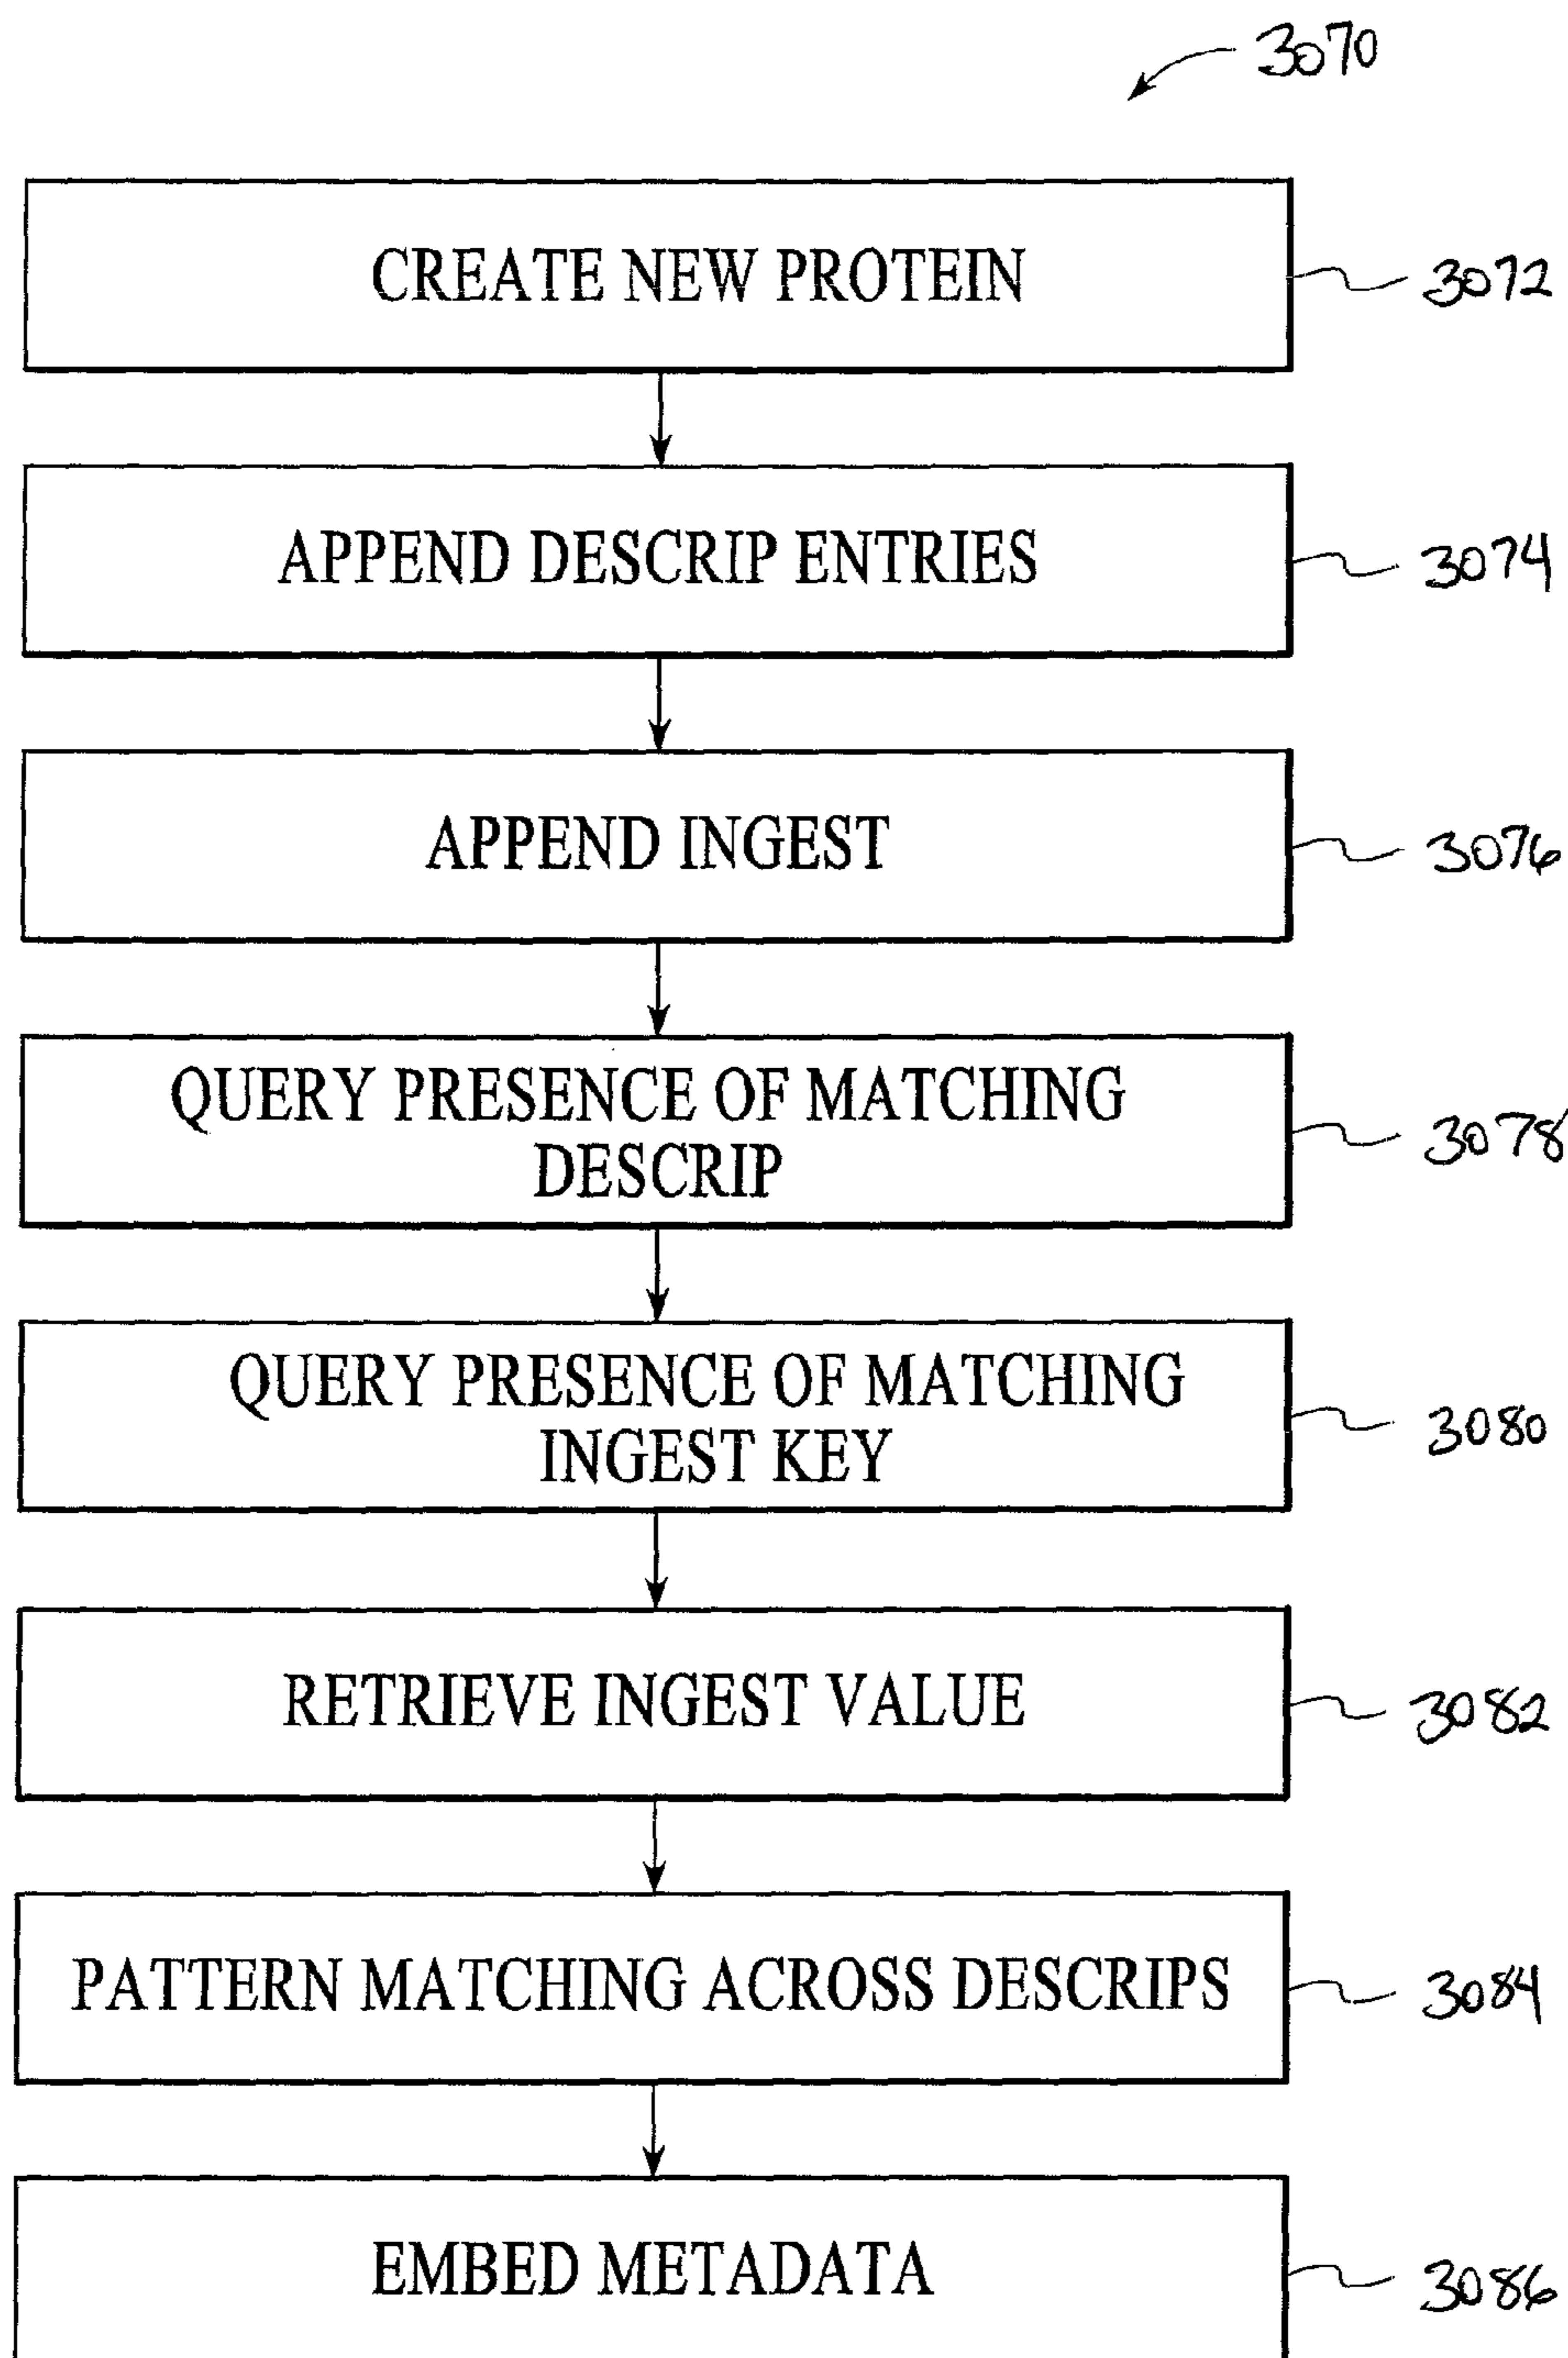 3070
CREATE NEW PROTEIN
3072
APPEND DESCRIP ENTRIES
3074
APPEND INGEST
3076
QUERY PRESENCE OF MATCHING
DESCRIP
3078
QUERY PRESENCE OF MATCHING
INGEST KEY
3080
RETRIEVE INGEST VALUE
3082
PATTERN MATCHING ACROSS DESCRIPS
3084
EMBED METADATA
3086